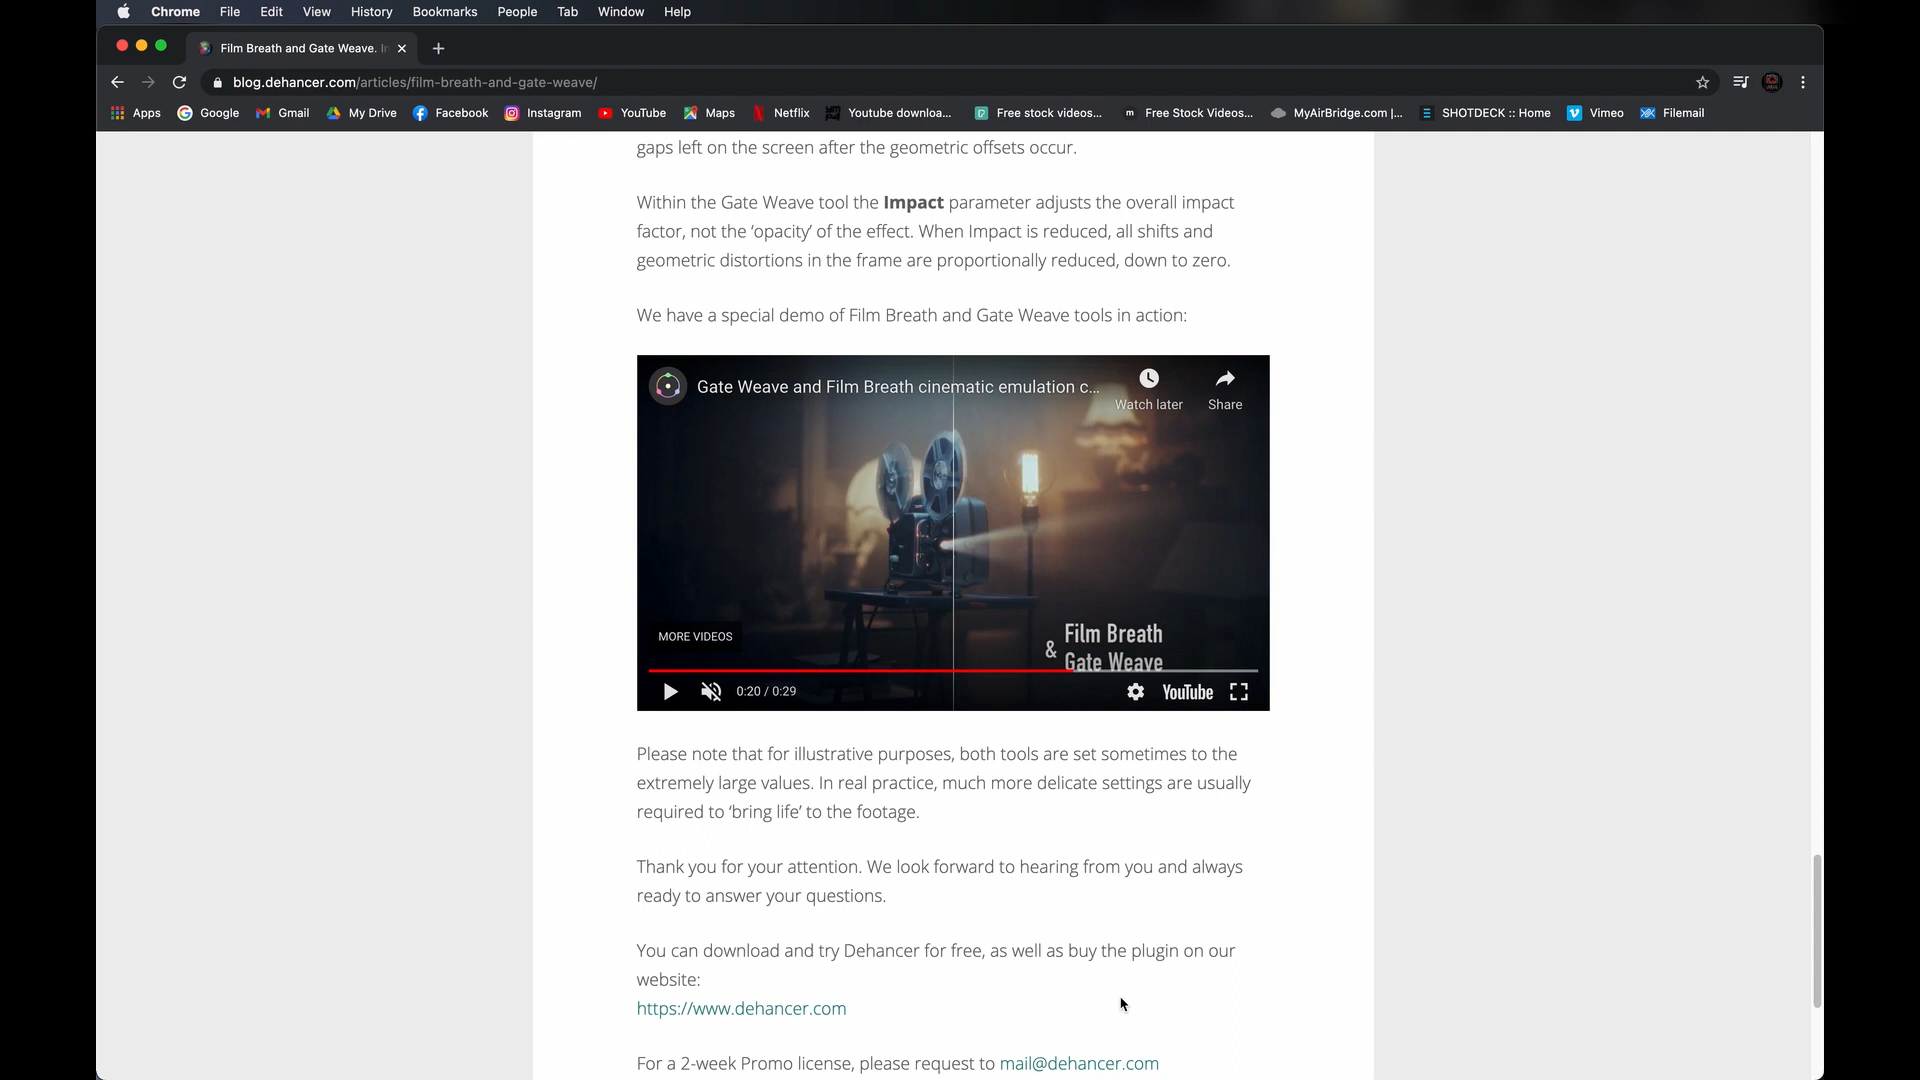 Chrome File Edit View History Bookmarks People Tab Window Help
Film Breath and Gate Weave.
blog.dehancer.com/articles/film-breath-and-gate-weave/
Apps Google Gmail My Drive Facebook Instagram YouTube Maps Netflix Youtube downloa... Free stock videos... Free Stock Videos... MyAirBridge.com |... SHOTDECK :: Home Vimeo Filemail
gaps left on the screen after the geometric offsets occur.
Within the Gate Weave tool the Impact parameter adjusts the overall impact
factor, not the ‘opacity’ of the effect. When Impact is reduced, all shifts and
geometric distortions in the frame are proportionally reduced, down to zero.
We have a special demo of Film Breath and Gate Weave tools in action:
Gate Weave and Film Breath cinematic emulation c...
Watch later Share
Film Breath
& Gate Weave
MORE VIDEOS
0:20 / 0:29 YouTube
Please note that for illustrative purposes, both tools are set sometimes to the
extremely large values. In real practice, much more delicate settings are usually
required to ‘bring life’ to the footage.
Thank you for your attention. We look forward to hearing from you and always
ready to answer your questions.
You can download and try Dehancer for free, as well as buy the plugin on our
website:
https://www.dehancer.com
For a 2-week Promo license, please request to mail@dehancer.com